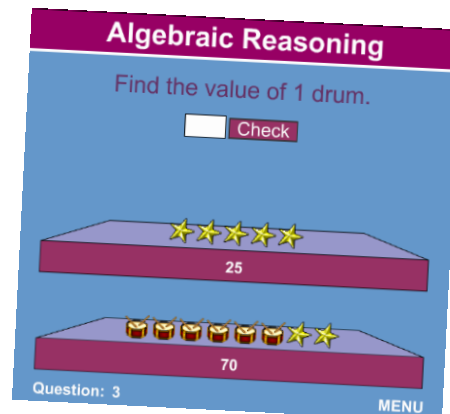 Algebraic Reasoning
Find the value of 1 drum.
Check
25
70
Question: 3
MENU